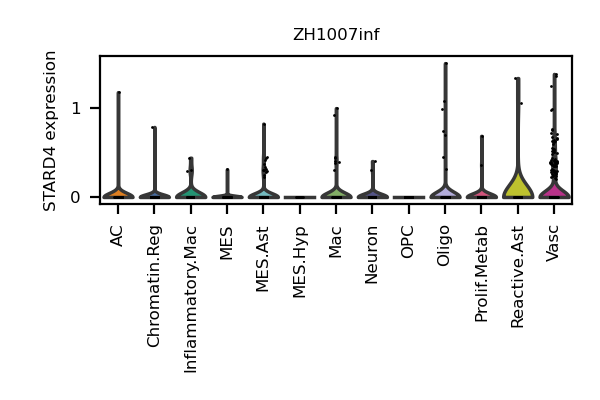 ZH1007inf
STARD4 expression
1
0
AC
Chromatin.Reg
Inflammatory.Mac
MES
MES.Ast
MES.Hyp
Mac
Neuron
OPC
Oligo
Prolif.Metab
Reactive.Ast
Vasc